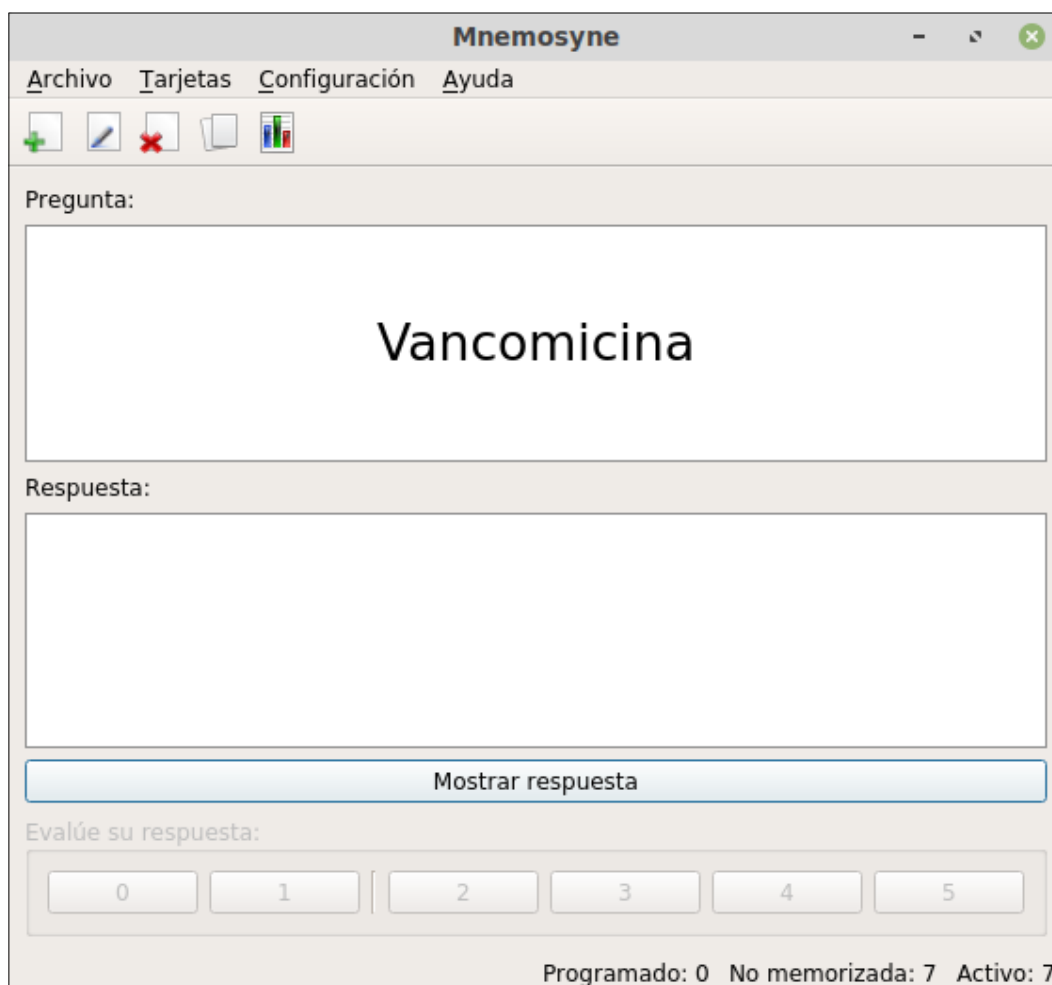 Mnemosyne
Archivo Tarjetas Configuración Ayuda
Pregunta:
Vancomicina
Respuesta:
Mostrar respuesta
Evalúe su respuesta:
0 1 2 3 4 5
Programado: 0 No memorizada: 7 Activo: 7